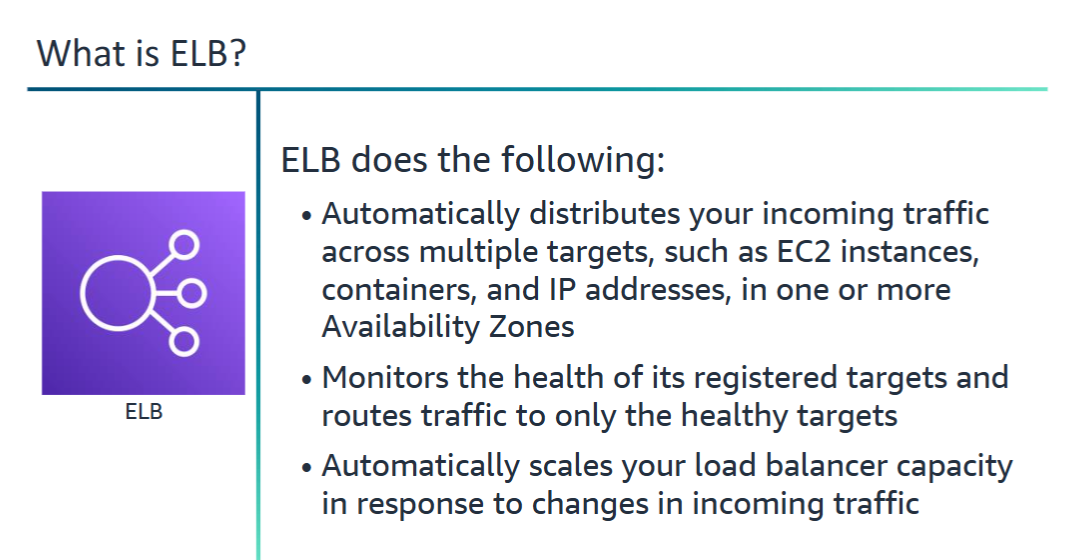 What is ELB?
ELB
ELB does the following:
• Automatically distributes your incoming traffic
across multiple targets, such as EC2 instances,
containers, and IP addresses, in one or more
Availability Zones
• Monitors the health of its registered targets and
routes traffic to only the healthy targets
• Automatically scales your load balancer capacity
in response to changes in incoming traffic